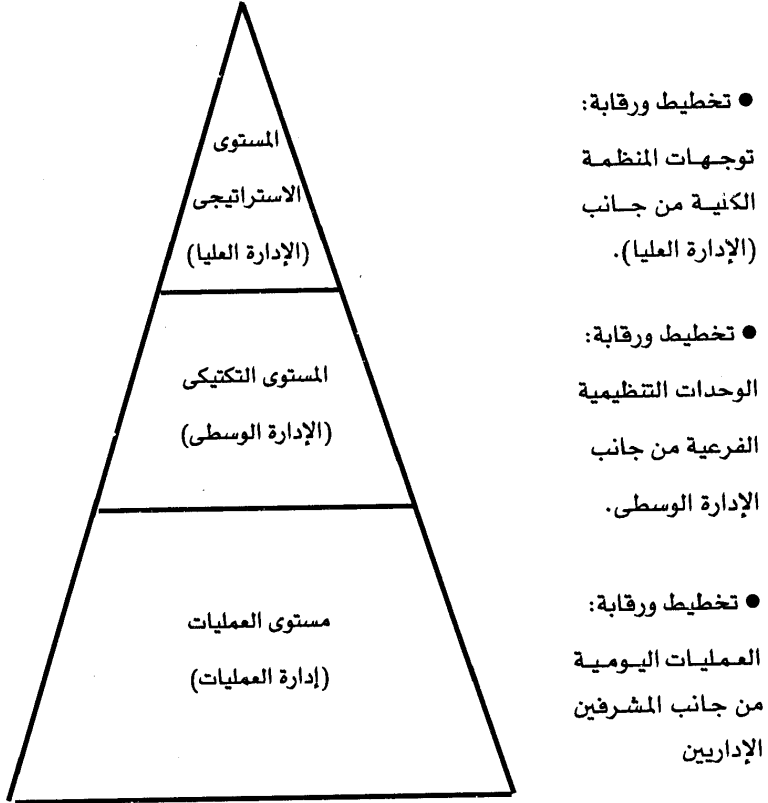 المستوى
الاستراتيجى
(الإدارة العليا)
المستوى التكتيكى
(الإدارة الوسطى)
مستوى العمليات
(إدارة العمليات)
● تخطيط ورقابة:
توجهات المنظمة
الكلية من جانب
(الإدارة العليا).
● تخطيط ورقابة:
الوحدات التنظيمية
الفرعية من جانب
الإدارة الوسطى.
● تخطيط ورقابة:
العمليات اليومية
من جانب المشرفين
الإداريين